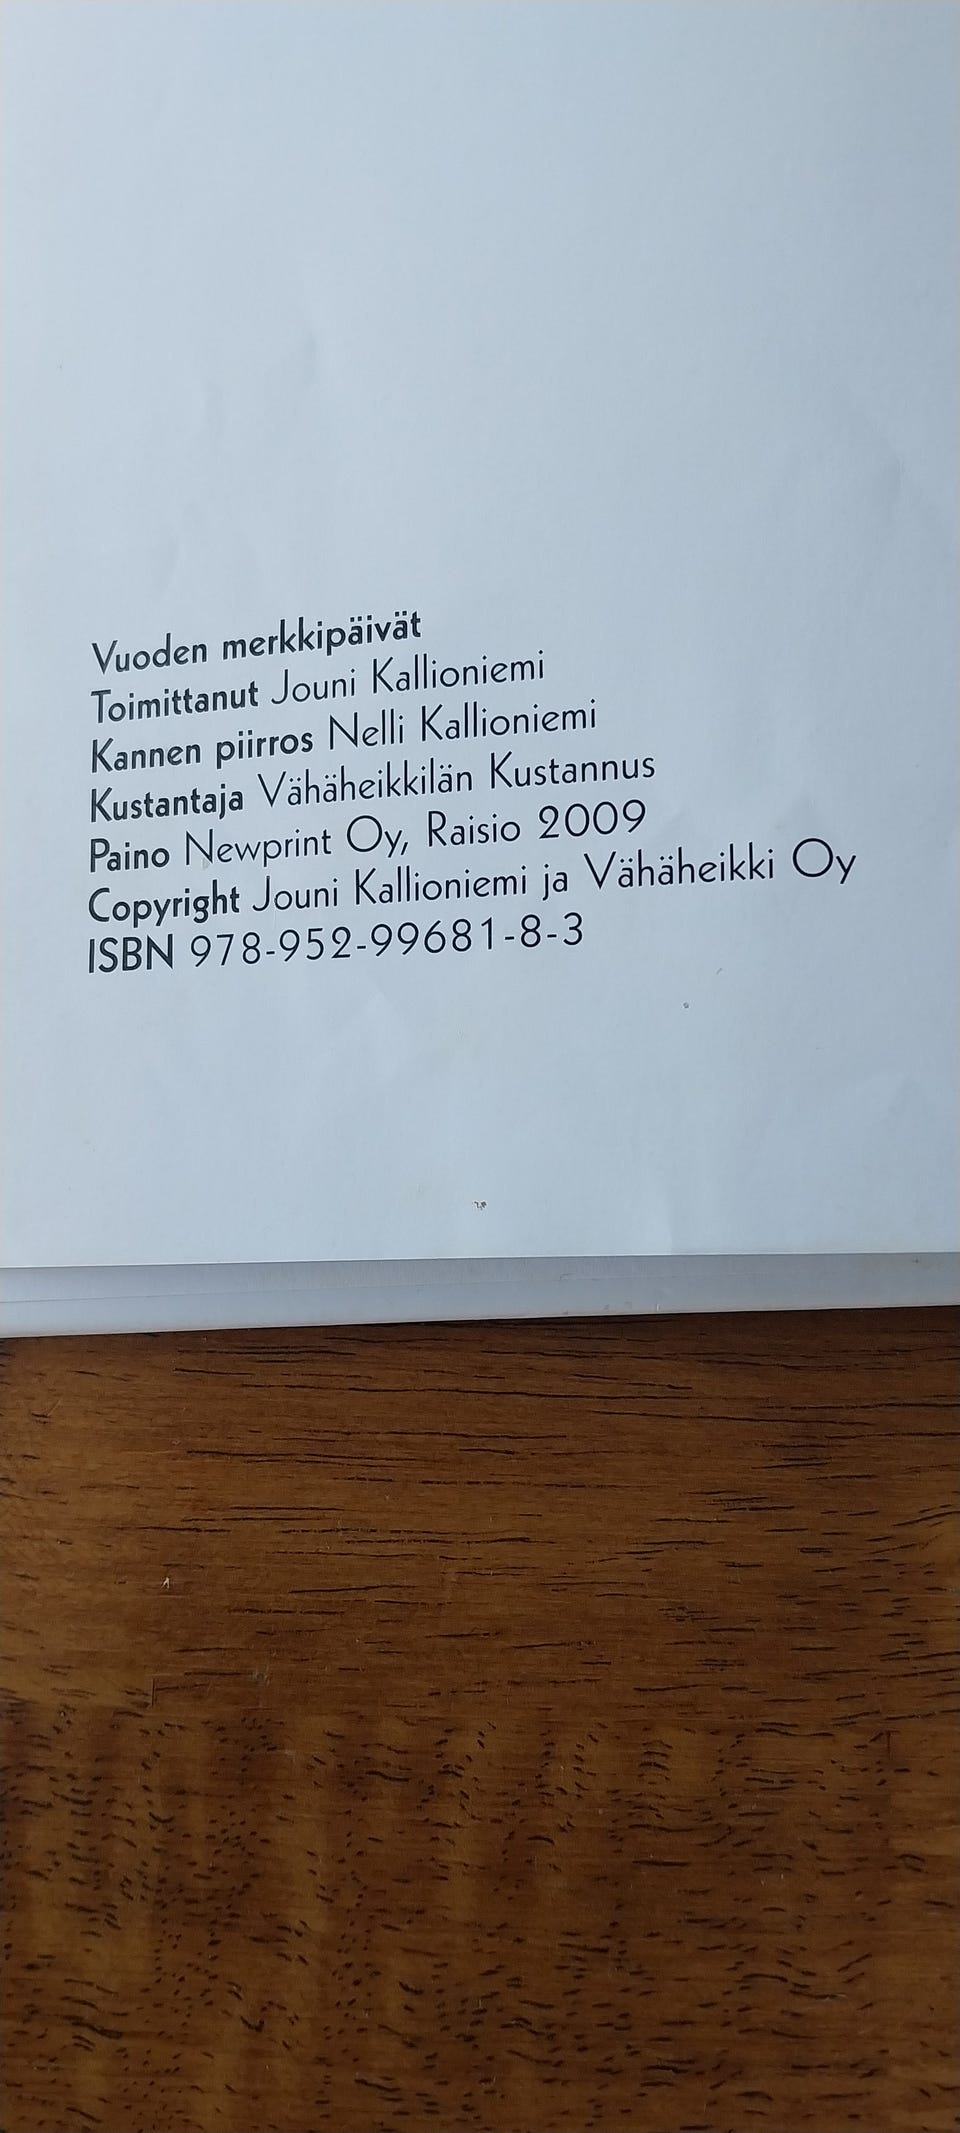 Vuoden merkkipäivät
Toimittanut Jouni Kallioniemi
Kannen piirros Nelli Kallioniemi
Kustantaja Vähäheikkilän Kustannus
Paino Newprint Oy, Raisio 2009
Copyright Jouni Kallioniemi ja Vähäheikki Oy
ISBN 978-952-99681-8-3